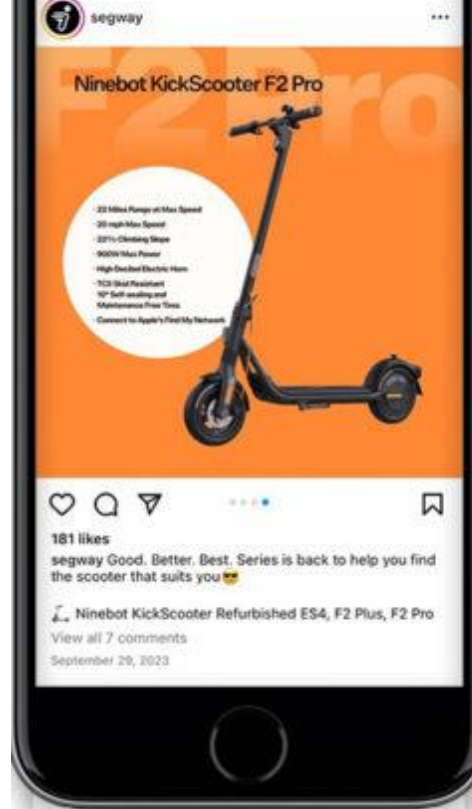 segway
F2 Pro
Ninebot KickScooter F2 Pro
· 22 Miles Range at Max Speed
· 20 mph Max Speed
· 22% Climbing Slope
· 900W Max Power
· High Decibel Electric Horn
· TCS Skid Resistant
10" Self-sealing and
Maintenance Free Tires
· Connect to Apple's Find My Network
181 likes
segway Good. Better. Best. Series is back to help you find
the scooter that suits you😎
Ninebot KickScooter Refurbished ES4, F2 Plus, F2 Pro
View all 7 comments
September 29, 2023